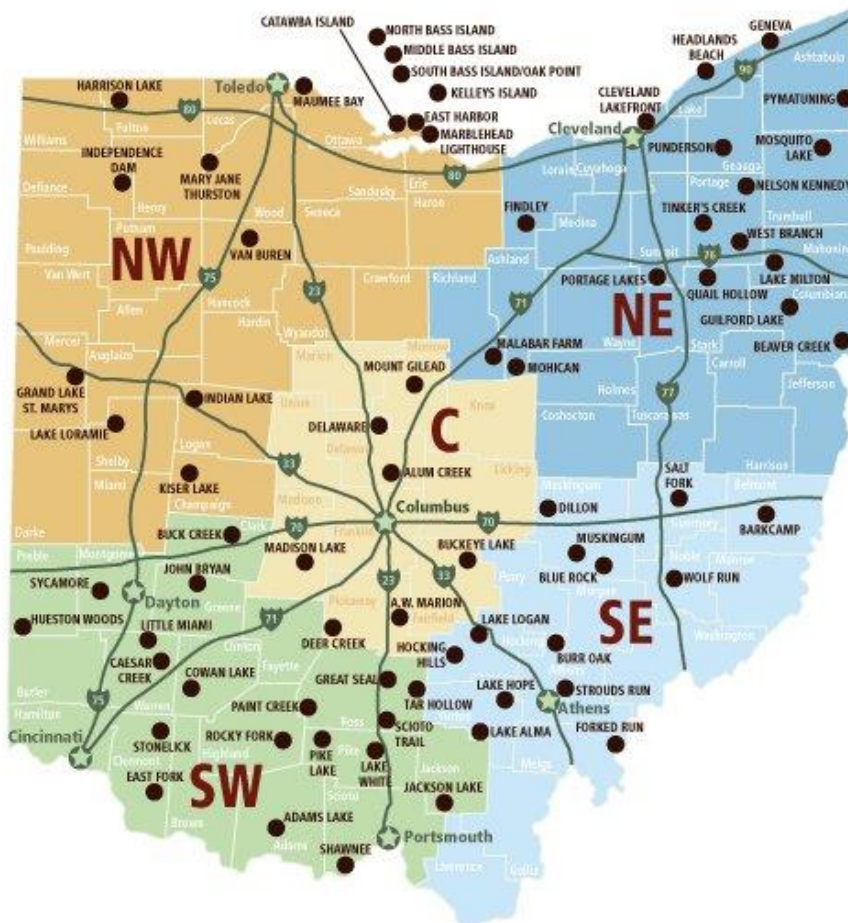 CATAWBA ISLAND
NORTH BASS ISLAND
MIDDLE BASS ISLAND
SOUTH BASS ISLAND/OAK POINT
KELLEYS ISLAND
EAST HARBOR
MARBLEHEAD
LIGHTHOUSE
GENEVA
HEADLANDS
BEACH
Ashtabula
90
CLEVELAND
LAKEFRONT
Lake
Cleveland
PYMATUNING
PUNDERSON
Geauga
MOSQUITO
LAKE
Lorain
Cuyahoga
Portage
NELSON KENNEDY
Trumbull
TINKER'S CREEK
WEST BRANCH
FINDLEY
Medina
Summit
76
Mahoning
Ashland
PORTAGE LAKES
LAKE MILTON
QUAIL HOLLOW
Columbiana
GUILFORD LAKE
Richland
71
NE
Wayne
Stark
BEAVER CREEK
MALABAR FARM
MOHICAN
Carroll
Holmes
77
Jefferson
Coshocton
Tuscarawas
Harrison
HARRISON LAKE
Toledo
MAUMEE BAY
80
Lucas
Williams
Fulton
Ottawa
INDEPENDENCE
DAM
MARY JANE
THURSTON
Erie
80
Defiance
Henry
Wood
Sandusky
Seneca
Huron
Putnam
Paulding
NW
VAN BUREN
Van Wert
75
23
Crawford
Hancock
Allen
Hardin
Wyandot
Mercer
Auglaize
GRAND LAKE
ST. MARYS
INDIAN LAKE
LAKE LORAMIE
Logan
Shelby
Miami
KISER LAKE
Champaign
Darke
Marion
Morrow
MOUNT GILEAD
Union
Knox
DELAWARE
C
Delaware
33
ALUM CREEK
Licking
Madison
Columbus
70
Franklin
70
MADISON LAKE
BUCKEYE LAKE
23
33
Pickaway
A.W. MARION
Fairfield
Preble
Montgomery
Clark
BUCK CREEK
SYCAMORE
JOHN BRYAN
Dayton
Greene
HUESTON WOODS
LITTLE MIAMI
71
Clinton
DEER CREEK
CAESAR
CREEK
Fayette
COWAN LAKE
GREAT SEAL
Butler
Warren
75
Hamilton
PAINT CREEK
Ross
TAR HOLLOW
Cincinnati
STONELICK
ROCKY FORK
SCIOTO
TRAIL
Clermont
Highland
PIKE
LAKE
Pike
LAKE
WHITE
EAST FORK
SW
Jackson
JACKSON LAKE
Scioto
Brown
ADAMS LAKE
Adams
Portsmouth
SHAWNEE
Muskingum
SALT
FORK
Belmont
DILLON
Guernsey
BARKCAMP
MUSKINGUM
Noble
Monroe
BLUE ROCK
Perry
Morgan
WOLF RUN
SE
Washington
LAKE LOGAN
Hocking
HOCKING
HILLS
BURR OAK
Athens
LAKE HOPE
STROUDS RUN
Vinton
Athens
LAKE ALMA
FORKED RUN
Meigs
Lawrence
Gallia